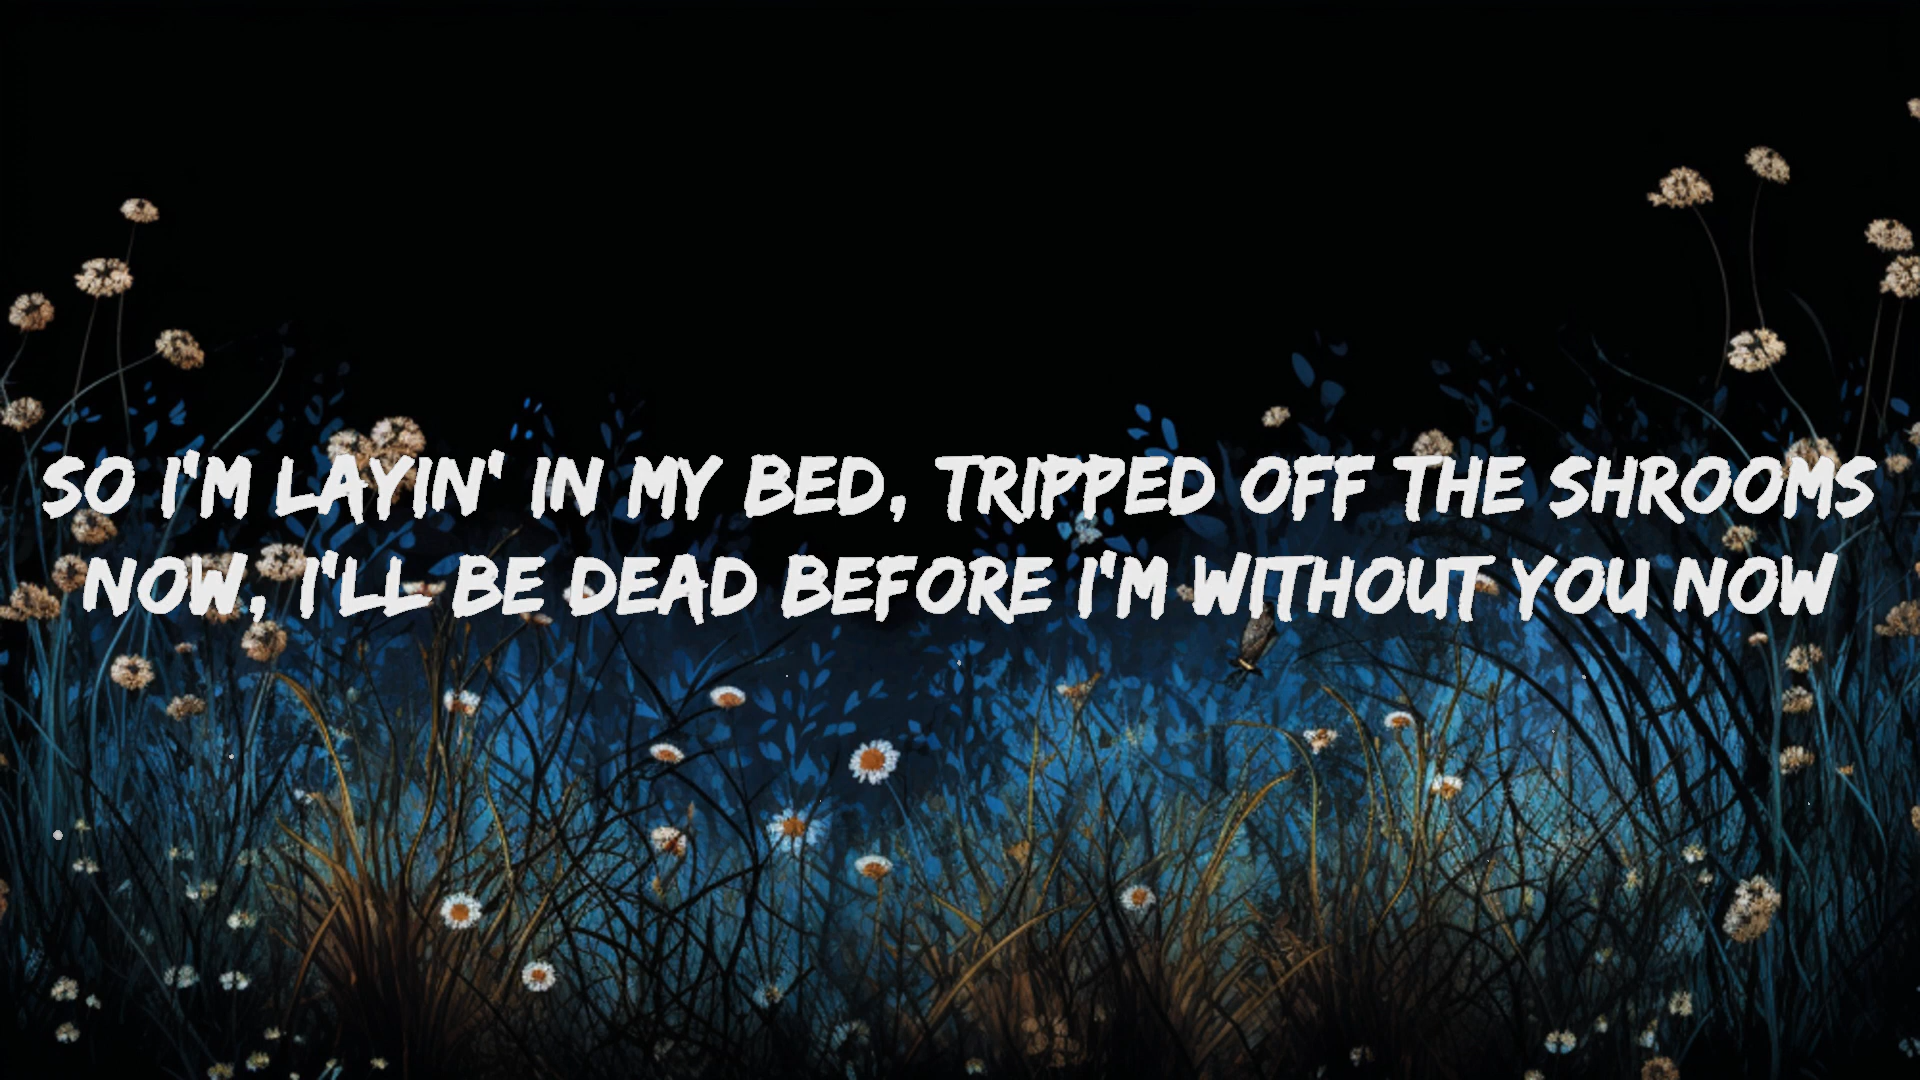 SO I'M LAYIN' IN MY BED, TRIPPED OFF THE SHROOMS
NOW, I'LL BE DEAD BEFORE I'M WITHOUT YOU NOW